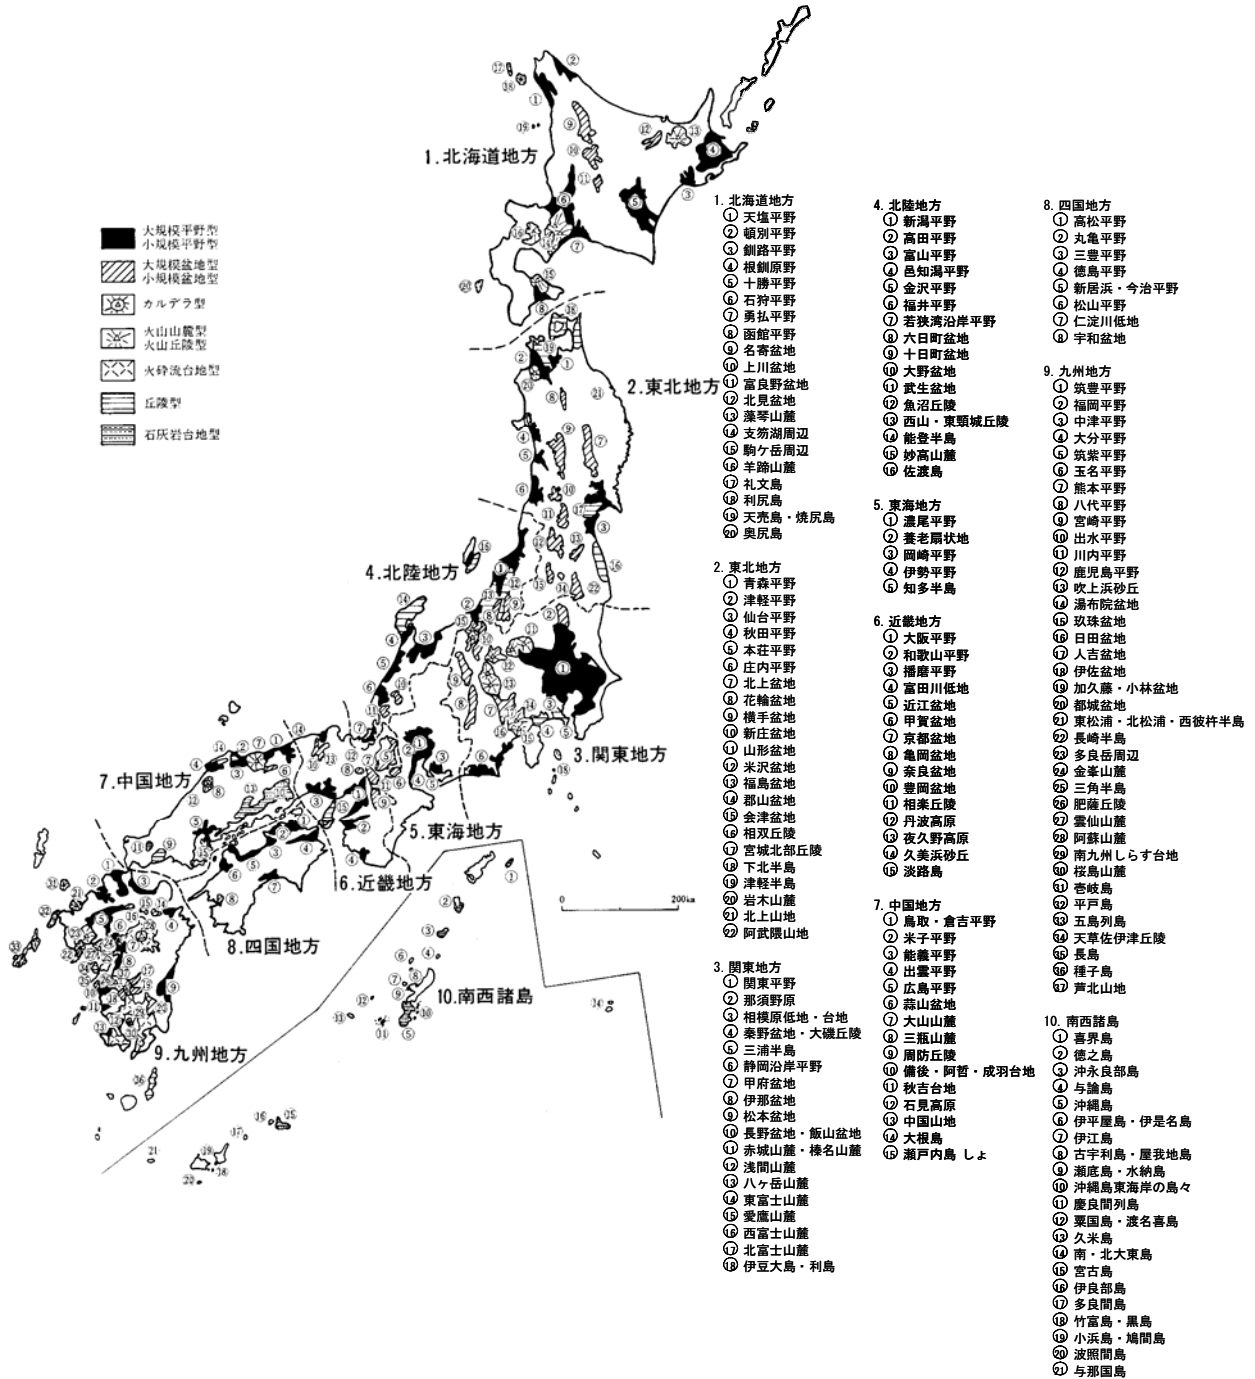 1.北海道地方
2.東北地方
4.北陸地方
3.関東地方
7.中国地方
5.東海地方
6.近畿地方
8.四国地方
10.南西諸島
9.九州地方
大規模平野型
小規模平野型
大規模盆地型
小規模盆地型
カルデラ型
火山山麓型
火山丘陵型
火砕流台地型
丘陵型
石灰岩台地型
0 200km
1. 北海道地方
① 天塩平野
② 頓別平野
③ 釧路平野
④ 根釧原野
⑤ 十勝平野
⑥ 石狩平野
⑦ 勇払平野
⑧ 函館平野
⑨ 名寄盆地
⑩ 上川盆地
⑪ 富良野盆地
⑫ 北見盆地
⑬ 藻琴山麓
⑭ 支笏湖周辺
⑮ 駒ケ岳周辺
⑯ 羊蹄山麓
⑰ 礼文島
⑱ 利尻島
⑲ 天売島・焼尻島
⑳ 奥尻島
2. 東北地方
① 青森平野
② 津軽平野
③ 仙台平野
④ 秋田平野
⑤ 本荘平野
⑥ 庄内平野
⑦ 北上盆地
⑧ 花輪盆地
⑨ 横手盆地
⑩ 新庄盆地
⑪ 山形盆地
⑫ 米沢盆地
⑬ 福島盆地
⑭ 郡山盆地
⑮ 会津盆地
⑯ 相双丘陵
⑰ 宮城北部丘陵
⑱ 下北半島
⑲ 津軽半島
⑳ 岩木山麓
㉑ 北上山地
㉒ 阿武隈山地
3. 関東地方
① 関東平野
② 那須野原
③ 相模原低地・台地
④ 秦野盆地・大磯丘陵
⑤ 三浦半島
⑥ 静岡沿岸平野
⑦ 甲府盆地
⑧ 伊那盆地
⑨ 松本盆地
⑩ 長野盆地・飯山盆地
⑪ 赤城山麓・榛名山麓
⑫ 浅間山麓
⑬ 八ヶ岳山麓
⑭ 東富士山麓
⑮ 愛鷹山麓
⑯ 西富士山麓
⑰ 北富士山麓
⑱ 伊豆大島・利島
4. 北陸地方
① 新潟平野
② 高田平野
③ 富山平野
④ 邑知潟平野
⑤ 金沢平野
⑥ 福井平野
⑦ 若狭湾沿岸平野
⑧ 六日町盆地
⑨ 十日町盆地
⑩ 大野盆地
⑪ 武生盆地
⑫ 魚沼丘陵
⑬ 西山・東頸城丘陵
⑭ 能登半島
⑮ 妙高山麓
⑯ 佐渡島
5. 東海地方
① 濃尾平野
② 養老扇状地
③ 岡崎平野
④ 伊勢平野
⑤ 知多半島
6. 近畿地方
① 大阪平野
② 和歌山平野
③ 播磨平野
④ 富田川低地
⑤ 近江盆地
⑥ 甲賀盆地
⑦ 京都盆地
⑧ 亀岡盆地
⑨ 奈良盆地
⑩ 豊岡盆地
⑪ 相楽丘陵
⑫ 丹波高原
⑬ 夜久野高原
⑭ 久美浜砂丘
⑮ 淡路島
7. 中国地方
① 鳥取・倉吉平野
② 米子平野
③ 能義平野
④ 出雲平野
⑤ 広島平野
⑥ 蒜山盆地
⑦ 大山山麓
⑧ 三瓶山麓
⑨ 周防丘陵
⑩ 備後・阿哲・成羽台地
⑪ 秋吉台地
⑫ 石見高原
⑬ 中国山地
⑭ 大根島
⑮ 瀬戸内島 しょ
8. 四国地方
① 高松平野
② 丸亀平野
③ 三豊平野
④ 徳島平野
⑤ 新居浜・今治平野
⑥ 松山平野
⑦ 仁淀川低地
⑧ 宇和盆地
9. 九州地方
① 筑豊平野
② 福岡平野
③ 中津平野
④ 大分平野
⑤ 筑紫平野
⑥ 玉名平野
⑦ 熊本平野
⑧ 八代平野
⑨ 宮崎平野
⑩ 出水平野
⑪ 川内平野
⑫ 鹿児島平野
⑬ 吹上浜砂丘
⑭ 湯布院盆地
⑮ 玖珠盆地
⑯ 日田盆地
⑰ 人吉盆地
⑱ 伊佐盆地
⑲ 加久藤・小林盆地
⑳ 都城盆地
㉑ 東松浦・北松浦・西彼杵半島
㉒ 長崎半島
㉓ 多良岳周辺
㉔ 金峯山麓
㉕ 三角半島
㉖ 肥薩丘陵
㉗ 雲仙山麓
㉘ 阿蘇山麓
㉙ 南九州しらす台地
㉚ 桜島山麓
㉛ 壱岐島
㉜ 平戸島
㉝ 五島列島
㉞ 天草佐伊津丘陵
㉟ 長島
㊱ 種子島
㊲ 芦北山地
10. 南西諸島
① 喜界島
② 徳之島
③ 沖永良部島
④ 与論島
⑤ 沖縄島
⑥ 伊平屋島・伊是名島
⑦ 伊江島
⑧ 古宇利島・屋我地島
⑨ 瀬底島・水納島
⑩ 沖縄島東海岸の島々
⑪ 慶良間列島
⑫ 粟国島・渡名喜島
⑬ 久米島
⑭ 南・北大東島
⑮ 宮古島
⑯ 伊良部島
⑰ 多良間島
⑱ 竹富島・黒島
⑲ 小浜島・鳩間島
⑳ 波照間島
㉑ 与那国島